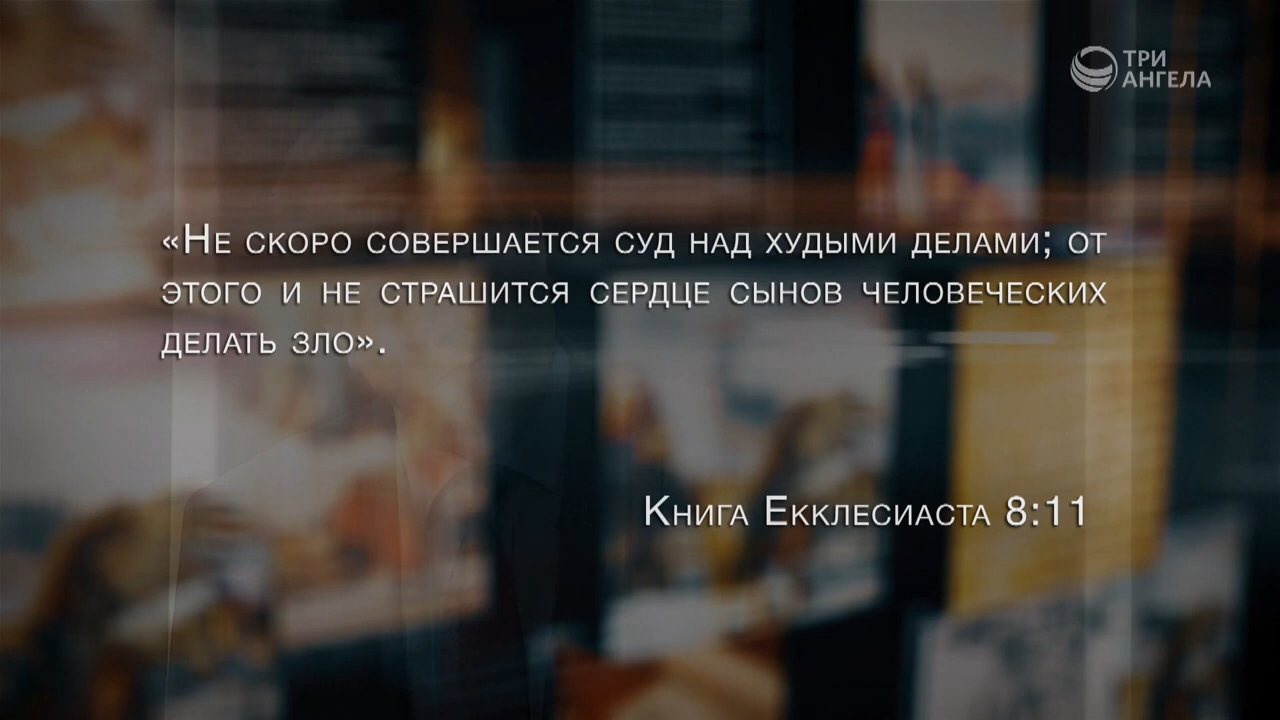 ТРИ
АНГЕЛА
«Не скоро совершается суд над худыми делами; от
этого и не страшится сердце сынов человеческих
делать зло».
Книга Екклесиаста 8:11